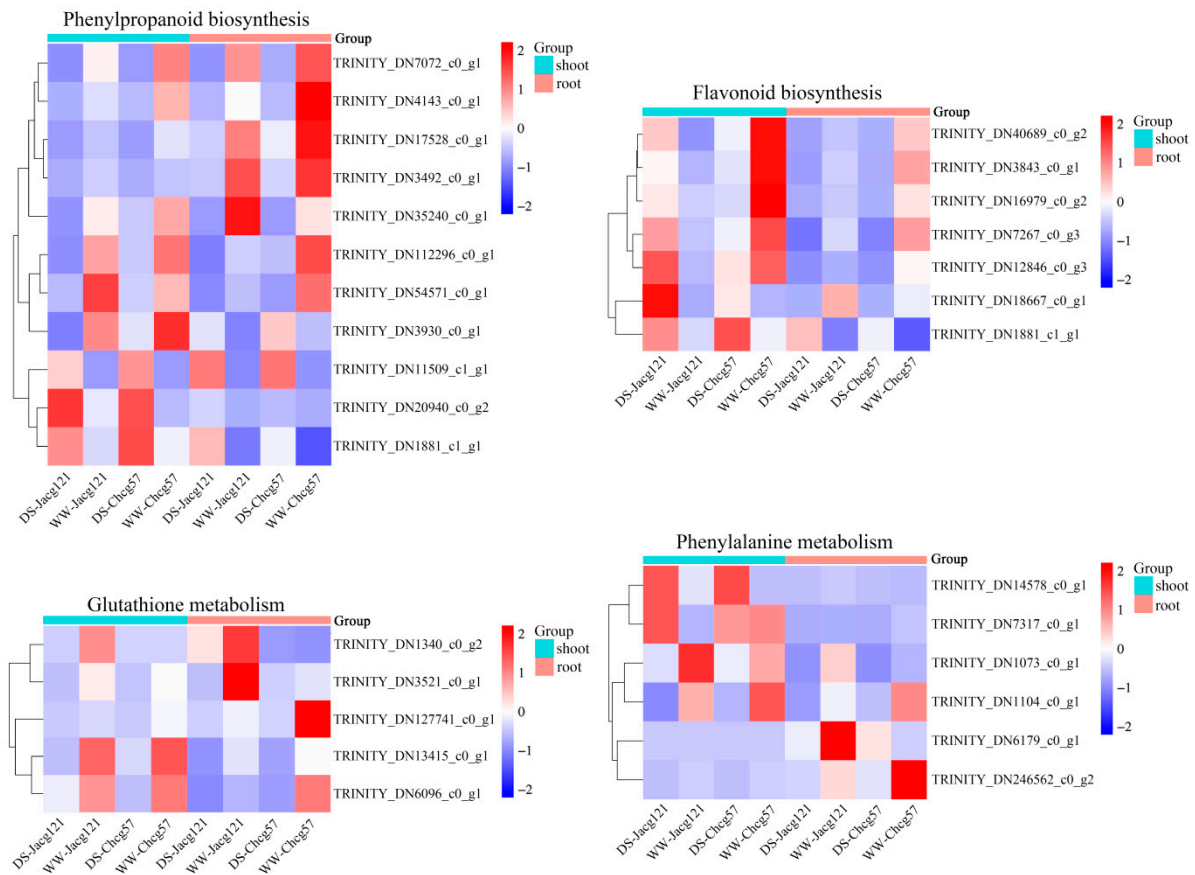 Phenylpropanoid biosynthesis
Group
TRINITY_DN7072_c0_g1
TRINITY_DN4143_c0_g1
TRINITY_DN17528_c0_g1
TRINITY_DN3492_c0_g1
TRINITY_DN35240_c0_g1
TRINITY_DN112296_c0_g1
TRINITY_DN54571_c0_g1
TRINITY_DN3930_c0_g1
TRINITY_DN11509_c1_g1
TRINITY_DN20940_c0_g2
TRINITY_DN1881_c1_g1
2
1
0
−1
−2
Group
shoot
root
DS-Jacg121
WW-Jacg121
DS-Chcg57
WW-Chcg57
DS-Jacg121
WW-Jacg121
DS-Chcg57
WW-Chcg57
Flavonoid biosynthesis
Group
TRINITY_DN40689_c0_g2
TRINITY_DN3843_c0_g1
TRINITY_DN16979_c0_g2
TRINITY_DN7267_c0_g3
TRINITY_DN12846_c0_g3
TRINITY_DN18667_c0_g1
TRINITY_DN1881_c1_g1
2
1
0
−1
−2
Group
shoot
root
DS-Jacg121
WW-Jacg121
DS-Chcg57
WW-Chcg57
DS-Jacg121
WW-Jacg121
DS-Chcg57
WW-Chcg57
Glutathione metabolism
Group
TRINITY_DN1340_c0_g2
TRINITY_DN3521_c0_g1
TRINITY_DN127741_c0_g1
TRINITY_DN13415_c0_g1
TRINITY_DN6096_c0_g1
2
1
0
−1
−2
Group
shoot
root
DS-Jacg121
WW-Jacg121
DS-Chcg57
WW-Chcg57
DS-Jacg121
WW-Jacg121
DS-Chcg57
WW-Chcg57
Phenylalanine metabolism
Group
TRINITY_DN14578_c0_g1
TRINITY_DN7317_c0_g1
TRINITY_DN1073_c0_g1
TRINITY_DN1104_c0_g1
TRINITY_DN6179_c0_g1
TRINITY_DN246562_c0_g2
2
1
0
−1
−2
Group
shoot
root
DS-Jacg121
WW-Jacg121
DS-Chcg57
WW-Chcg57
DS-Jacg121
WW-Jacg121
DS-Chcg57
WW-Chcg57